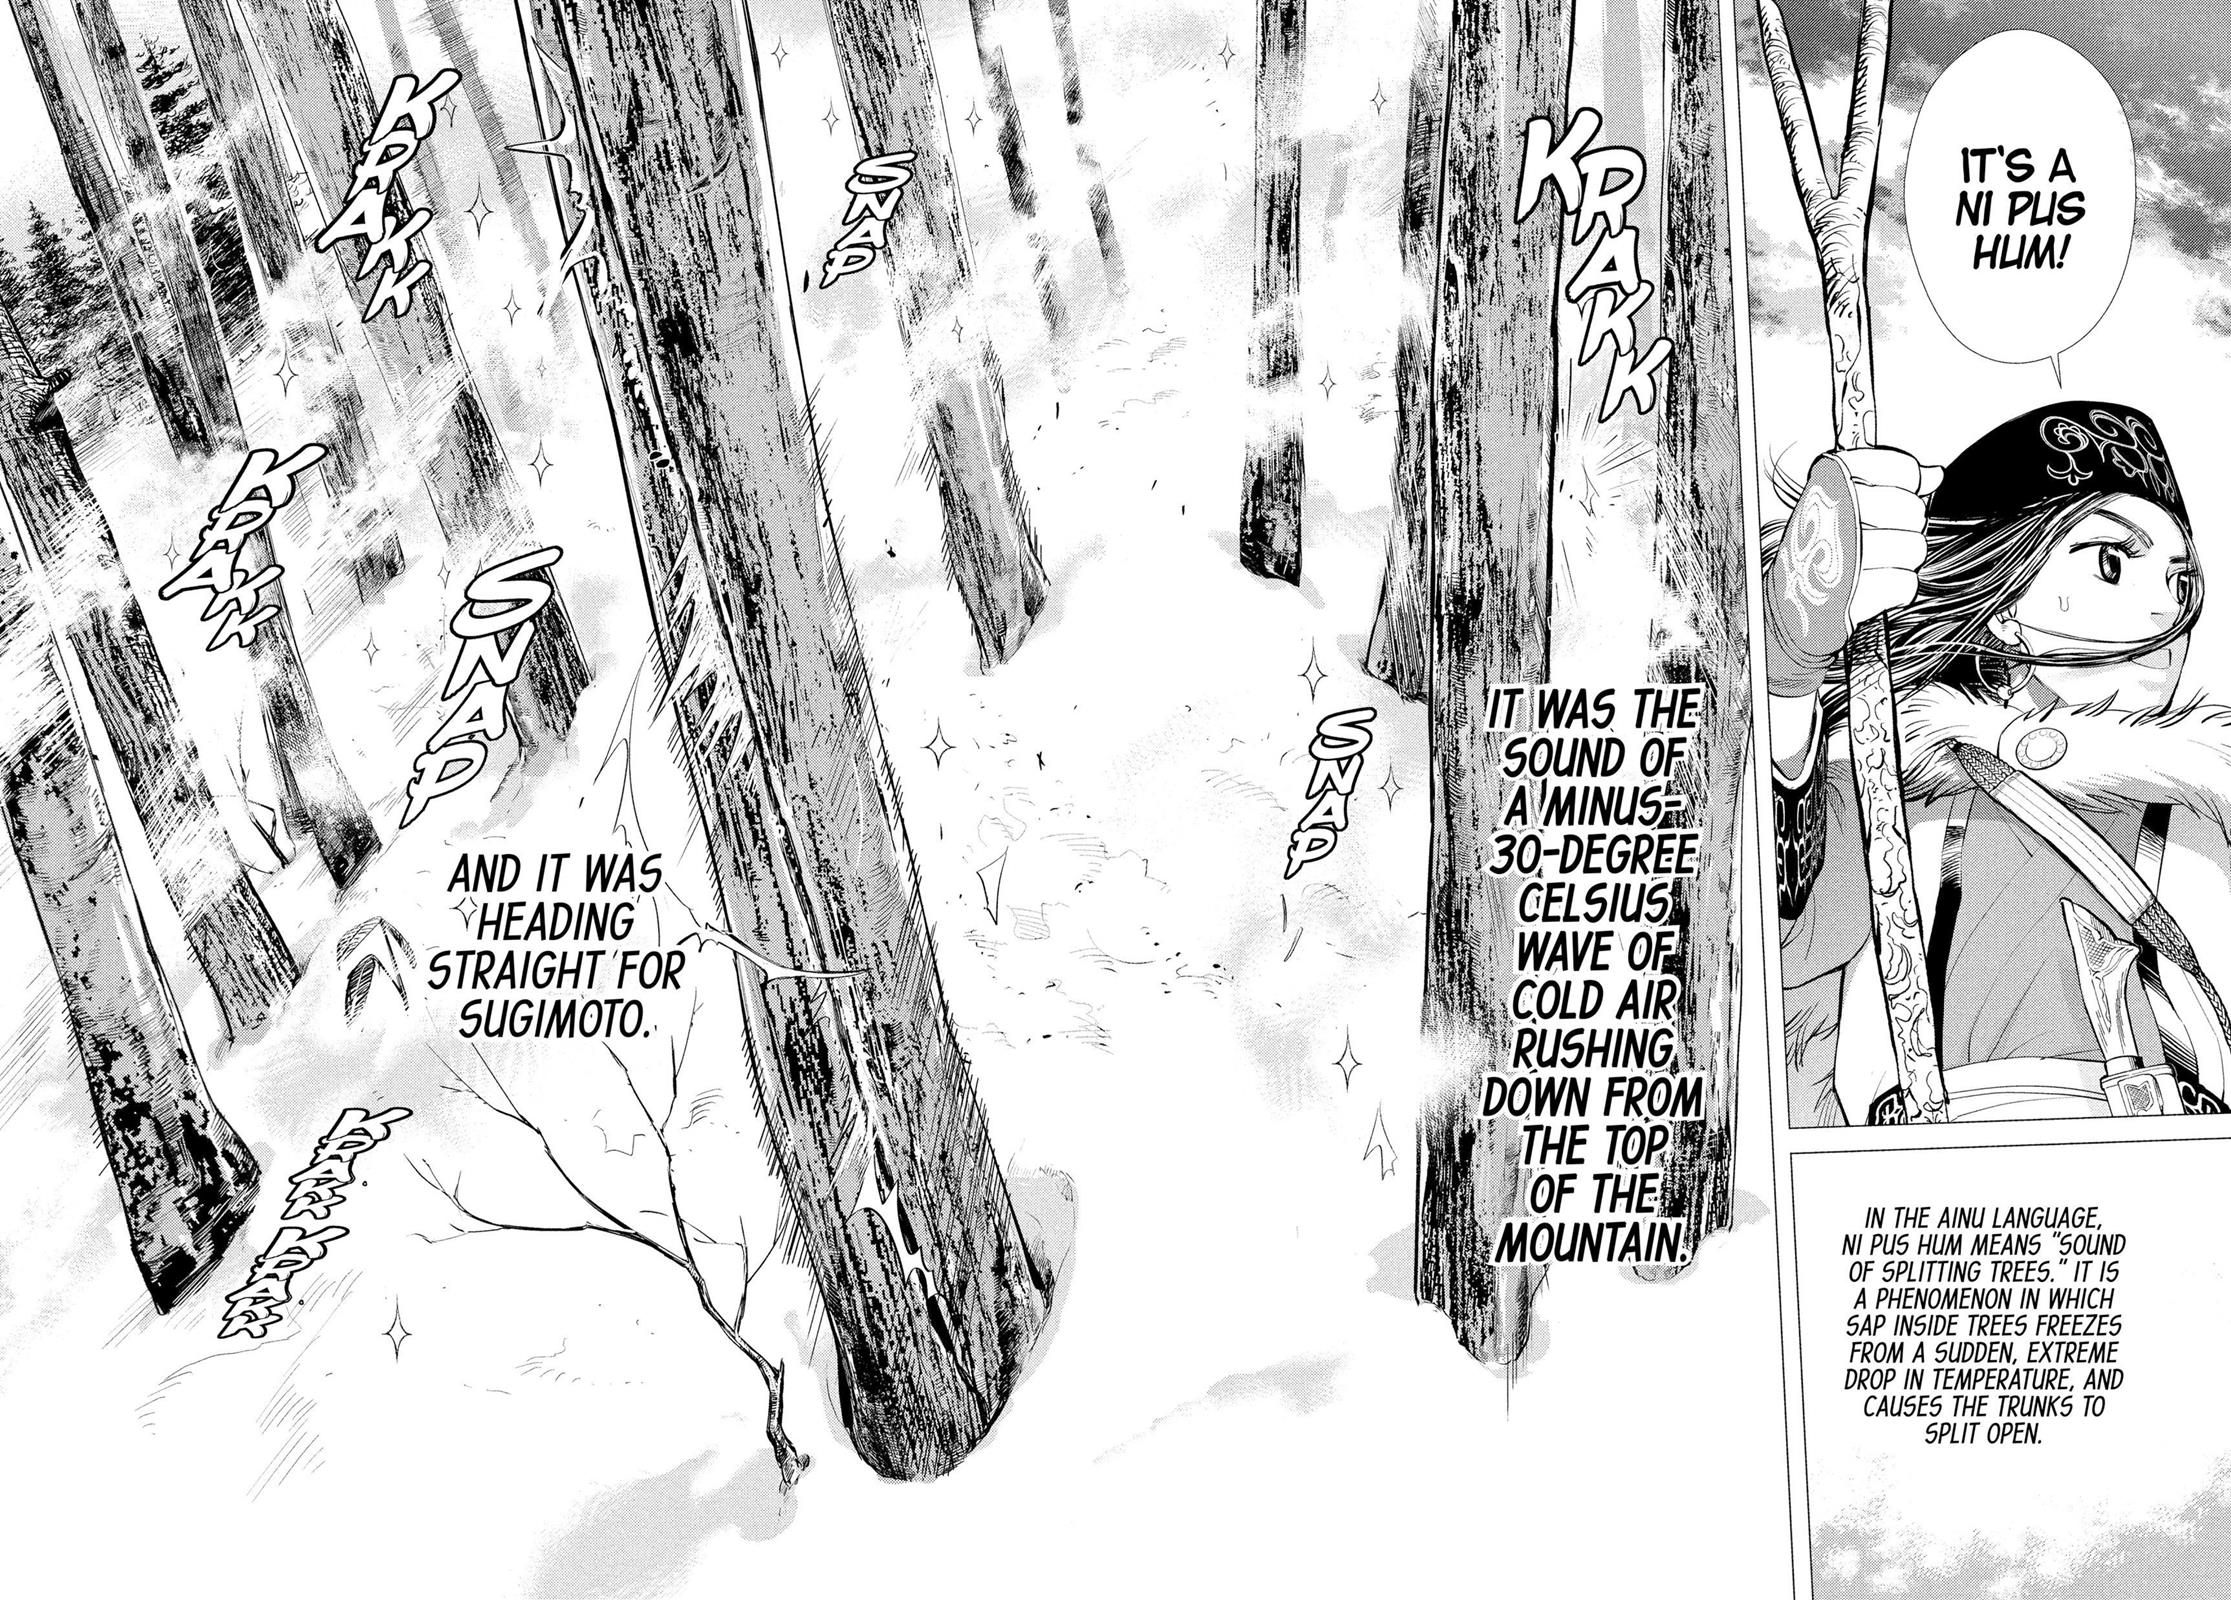 IT'S A
NI PUS
HUM!
IN THE AINU LANGUAGE,
NI PUS HUM MEANS "SOUND
OF SPLITTING TREES." IT IS
A PHENOMENON IN WHICH
SAP INSIDE TREES FREEZES
FROM A SUDDEN, EXTREME
DROP IN TEMPERATURE, AND
CAUSES THE TRUNKS TO
SPLIT OPEN.
KRAKK
IT WAS THE
SOUND OF
A MINUS-
30-DEGREE
CELSIUS
WAVE OF
COLD AIR
RUSHING
DOWN FROM
THE TOP
OF THE
MOUNTAIN.
SNAP
SNAP
KRAKK
SNAP
KRAKK
AND IT WAS
HEADING
STRAIGHT FOR
SUGIMOTO.
KRAKK KRAKK